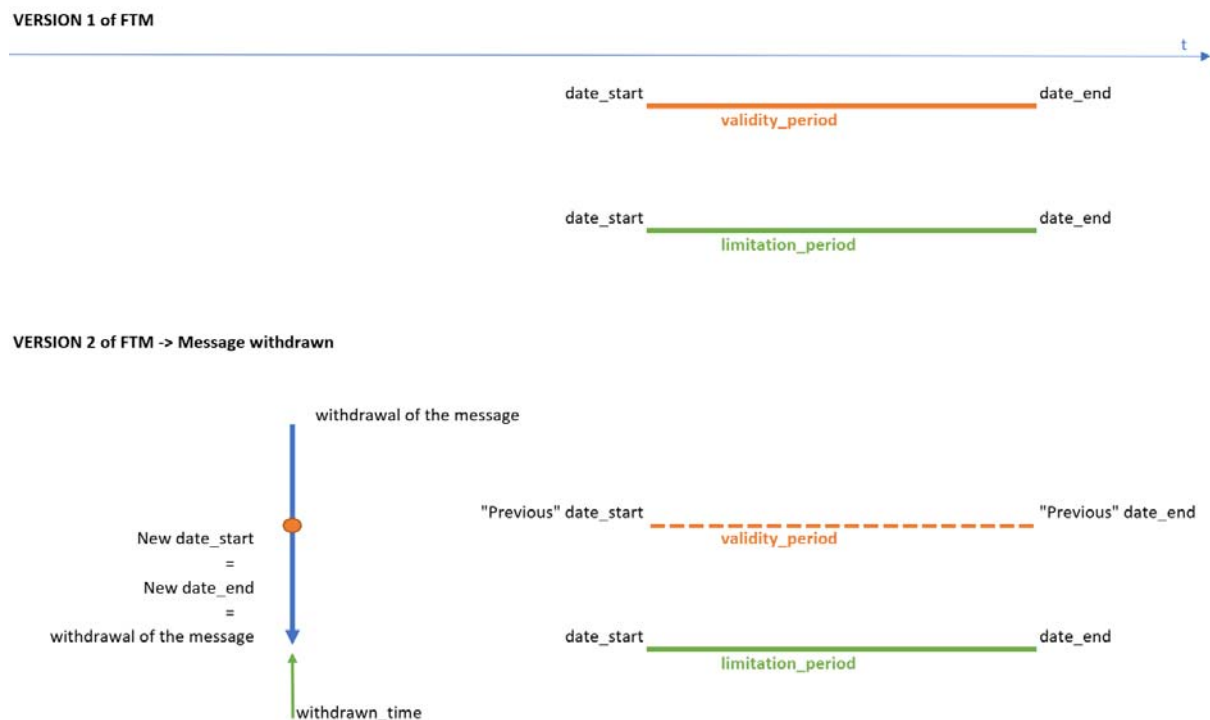 VERSION 1 of FTM
t
date_start
date_end
validity_period
date_start
date_end
limitation_period
VERSION 2 of FTM -> Message withdrawn
withdrawal of the message
"Previous" date_start
"Previous" date_end
New date_start
validity_period
=
New date_end
=
withdrawal of the message
date_start
date_end
limitation_period
withdrawn_time